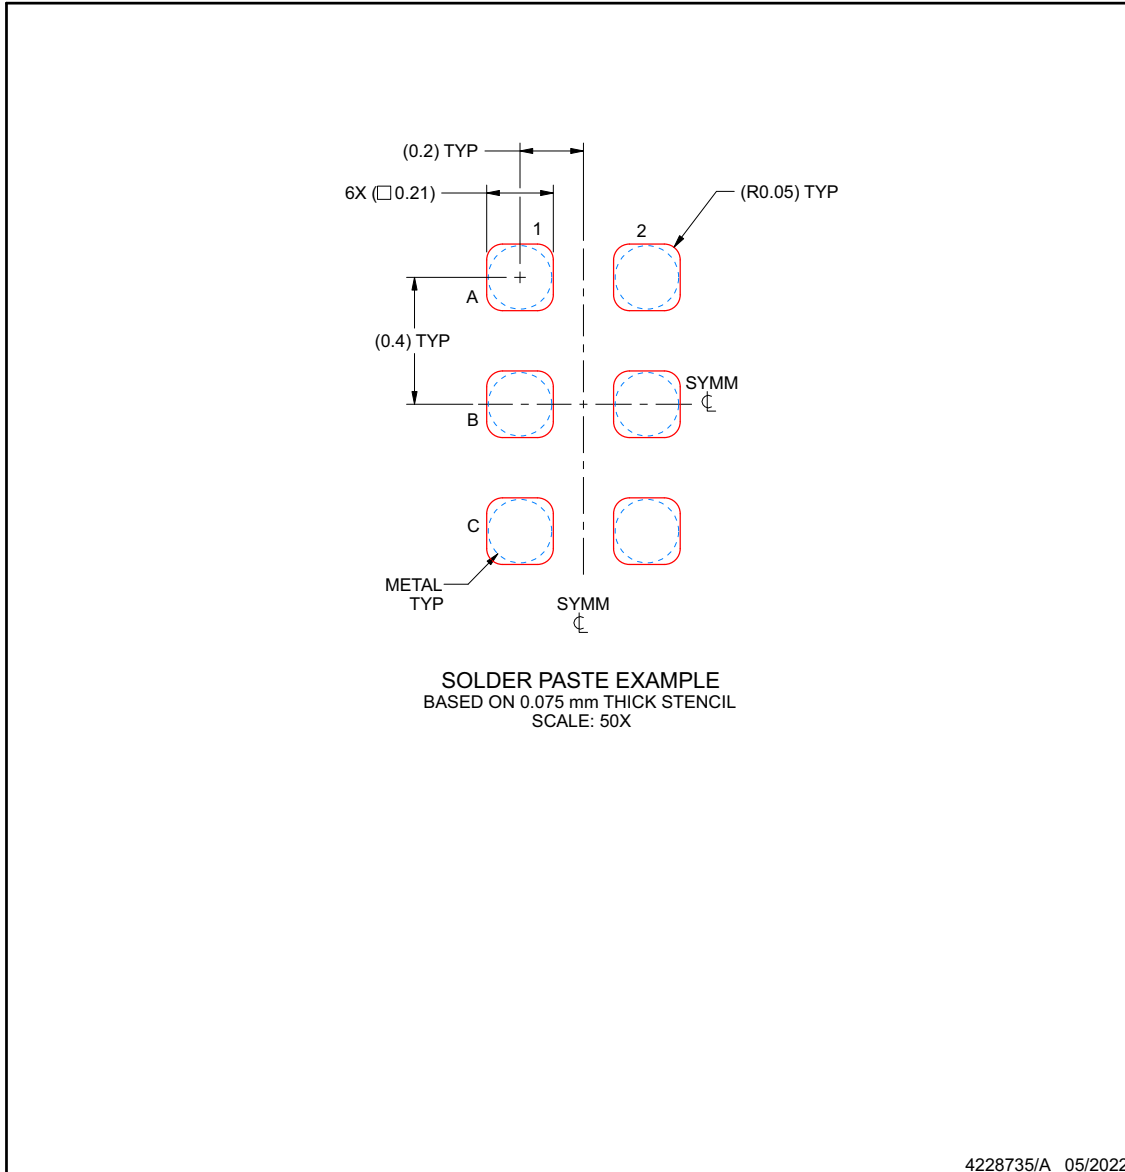 (0.2) TYP
6X (□ 0.21)
(R0.05) TYP
1
2
A
(0.4) TYP
SYMM
℄
B
C
METAL
TYP
SYMM
℄
SOLDER PASTE EXAMPLE
BASED ON 0.075 mm THICK STENCIL
SCALE: 50X
4228735/A 05/2022